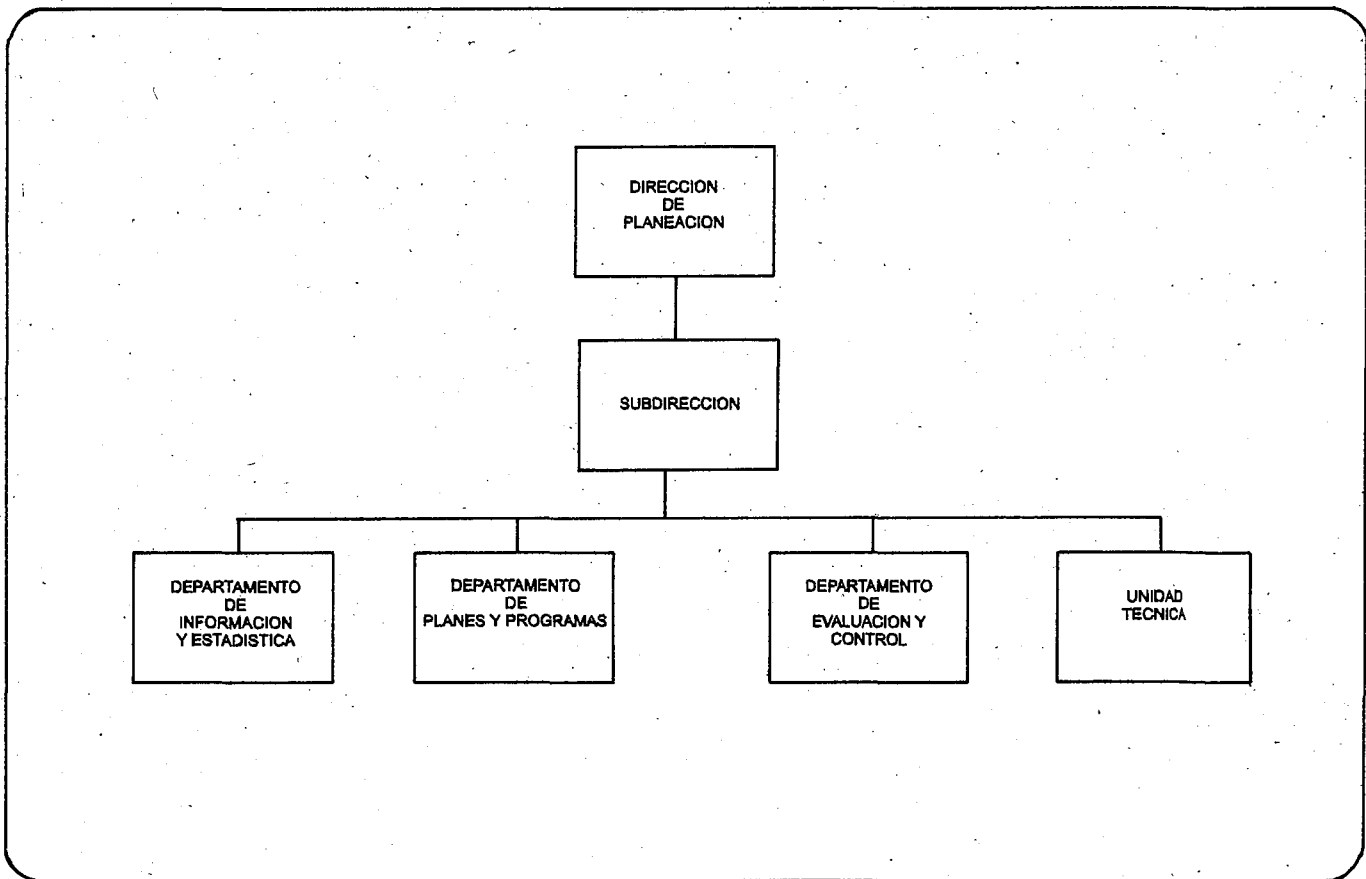 DIRECCION
DE
PLANEACION
SUBDIRECCION
DEPARTAMENTO
DE
INFORMACION
Y ESTADISTICA
DEPARTAMENTO
DE
PLANES Y PROGRAMAS
DEPARTAMENTO
DE
EVALUACION Y
CONTROL
UNIDAD
TECNICA